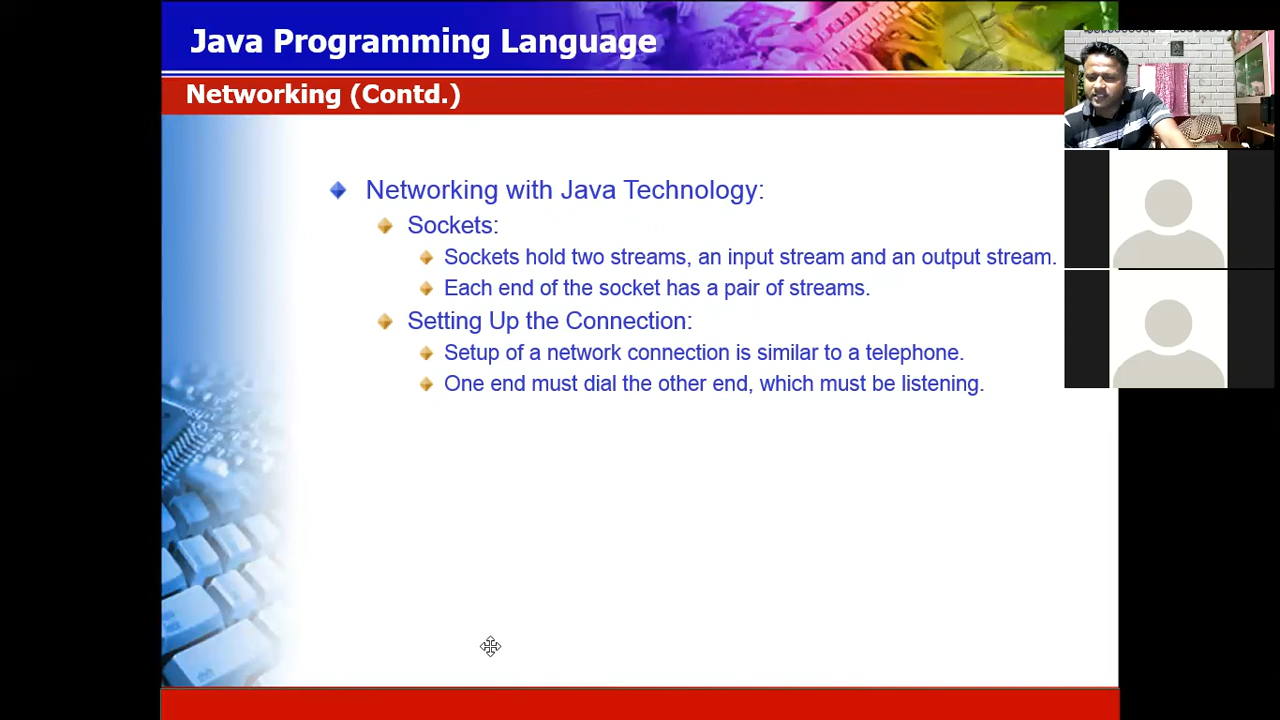 Java Programming Language
Networking (Contd.)
Networking with Java Technology:
Sockets:
Sockets hold two streams, an input stream and an output stream.
Each end of the socket has a pair of streams.
Setting Up the Connection:
Setup of a network connection is similar to a telephone.
One end must dial the other end, which must be listening.